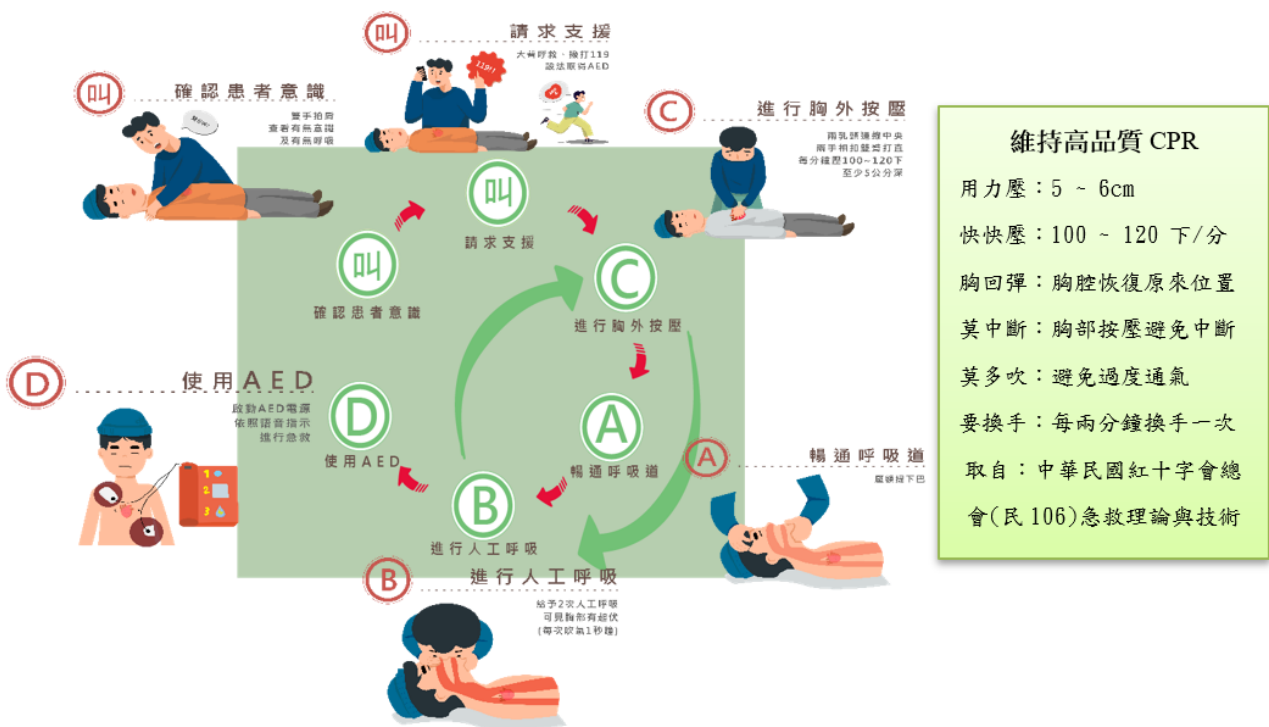 叫
請求支援
大聲呼救、撥打119
設法取得AED
119!!
叫
確認患者意識
雙手拍肩
查看有無意識
及有無呼吸
C
進行胸外按壓
兩乳頭連線中央
兩手相扣雙臂打直
每分鐘壓100~120下
至少5公分深
叫
請求支援
叫
確認患者意識
C
進行胸外按壓
D
使用AED
A
暢通呼吸道
B
進行人工呼吸
D
使用AED
啟動AED電源
依照語音指示
進行急救
1
2
3
A
暢通呼吸道
壓額提下巴
B
進行人工呼吸
給予2次人工呼吸
可見胸部有起伏
(每次吹氣1秒鐘)
維持高品質 CPR
用力壓：5 ~ 6cm
快快壓：100 ~ 120 下/分
胸回彈：胸腔恢復原來位置
莫中斷：胸部按壓避免中斷
莫多吹：避免過度通氣
要換手：每兩分鐘換手一次
取自：中華民國紅十字會總
會(民 106)急救理論與技術